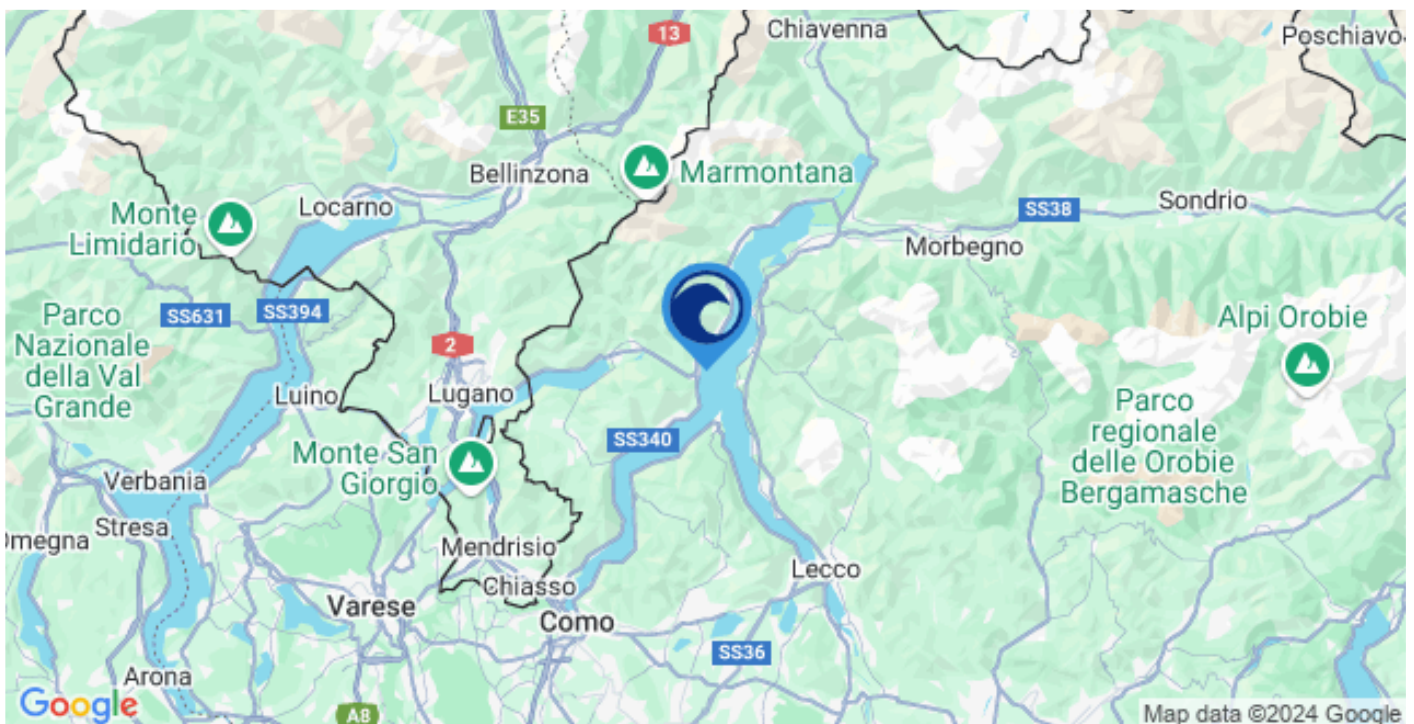 13
Chiavenna
Poschiavo
E35
Bellinzona
Marmontana
Locarno
Monte
Limidario
SS38
Sondrio
Morbegno
SS631
SS394
Parco
Nazionale
della Val
Grande
2
Alpi Orobie
Luino
Lugano
SS340
Parco
regionale
delle Orobie
Bergamasche
Monte San
Giorgio
Verbania
Stresa
Omegna
Mendrisio
Chiasso
Lecco
Varese
Como
SS36
Arona
Google
A8
Map data ©2024 Google